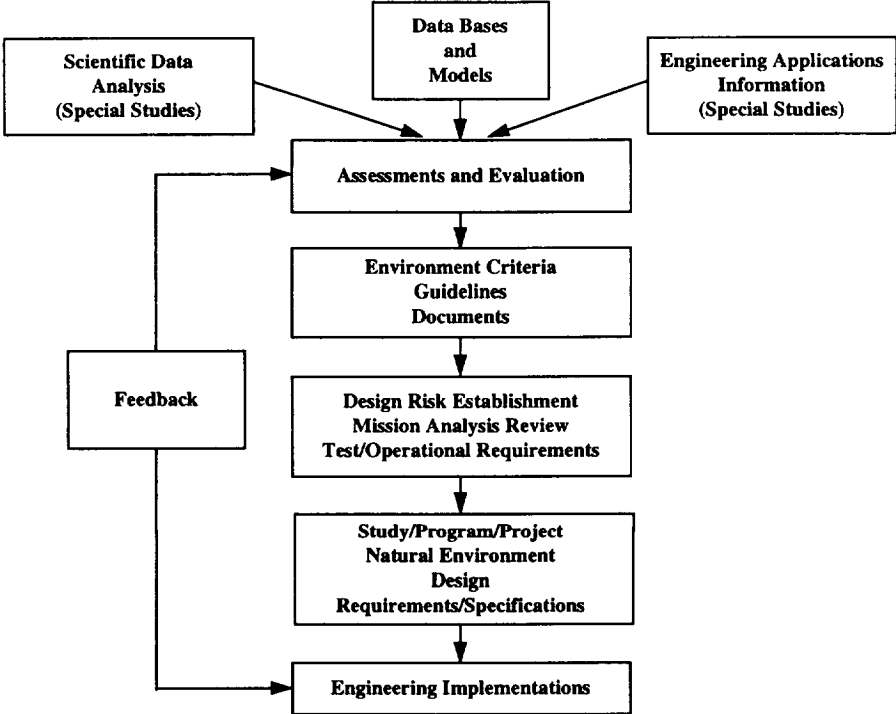 Data Bases
and
Models
Scientific Data
Analysis
(Special Studies)
Engineering Applications
Information
(Special Studies)
Assessments and Evaluation
Environment Criteria
Guidelines
Documents
Feedback
Design Risk Establishment
Mission Analysis Review
Test/Operational Requirements
Study/Program/Project
Natural Environment
Design
Requirements/Specifications
Engineering Implementations